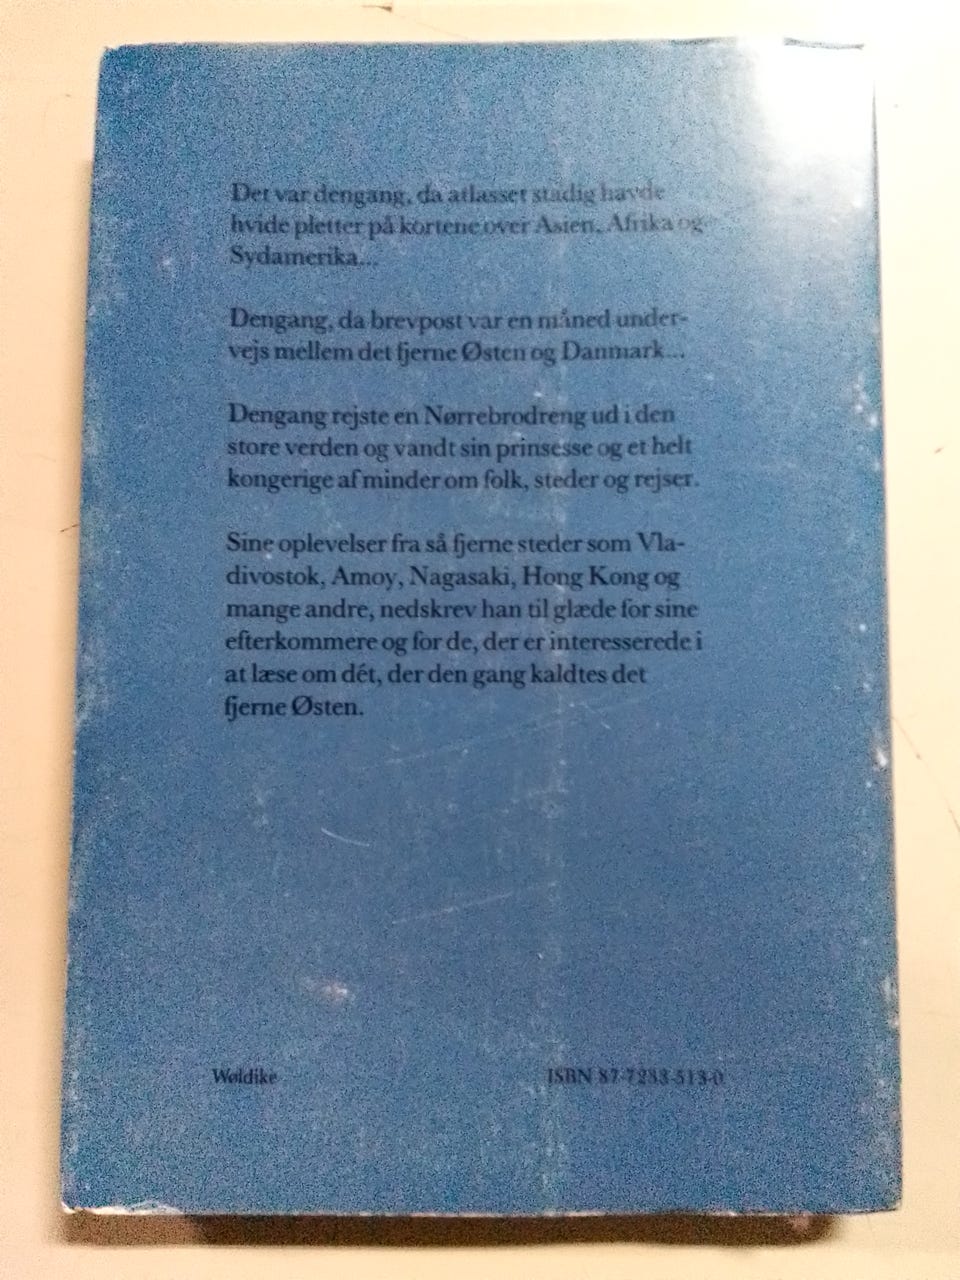 Det var dengang, da atlasset stadig havde
hvide pletter på kortene over Asien, Afrika og
Sydamerika...
Dengang, da brevpost var en måned under-
vejs mellem det fjerne Østen og Danmark...
Dengang rejste en Nørrebrodreng ud i den
store verden og vandt sin prinsesse og et helt
kongerige af minder om folk, steder og rejser.
Sine oplevelser fra så fjerne steder som Vla-
divostok, Amoy, Nagasaki, Hong Kong og
mange andre, nedskrev han til glæde for sine
efterkommere og for de, der er interesserede i
at læse om dét, der den gang kaldtes det
fjerne Østen.
Wøldike
ISBN